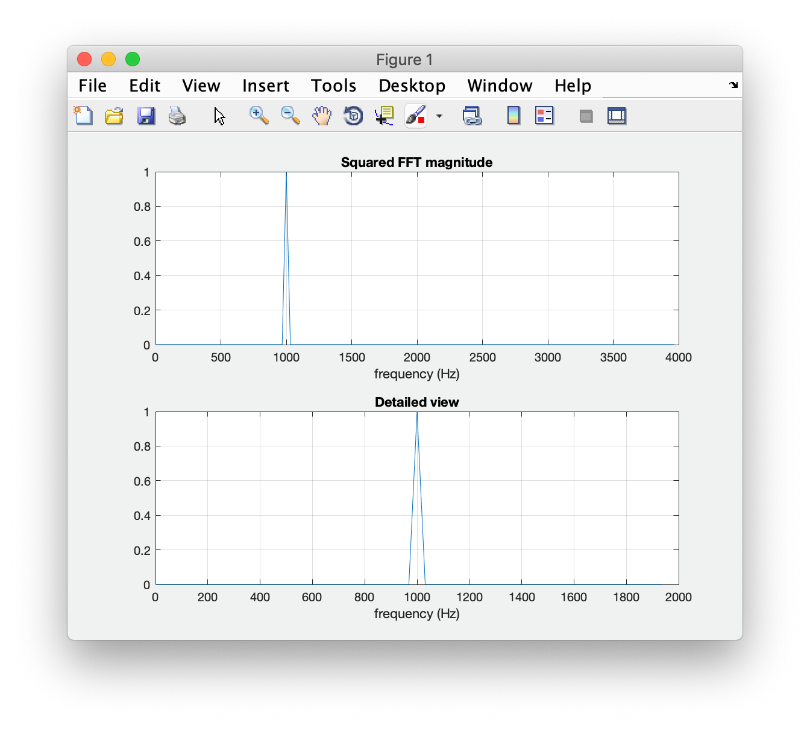 Figure 1
File Edit View Insert Tools Desktop Window Help
Squared FFT magnitude
1
0.8
0.6
0.4
0.2
0
0 500 1000 1500 2000 2500 3000 3500 4000
frequency (Hz)
Detailed view
1
0.8
0.6
0.4
0.2
0
0 200 400 600 800 1000 1200 1400 1600 1800 2000
frequency (Hz)